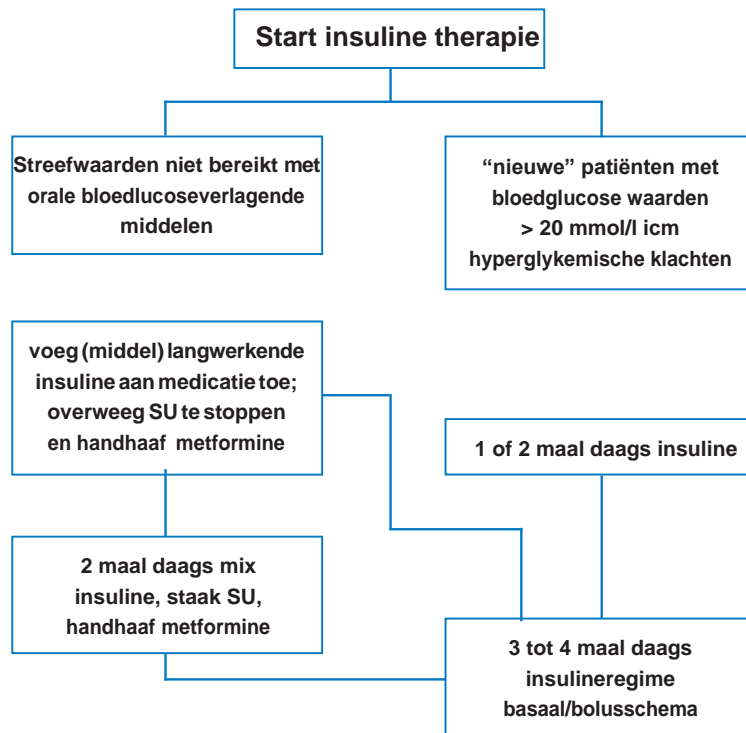 Start insuline therapie
Streefwaarden niet bereikt met
orale bloedlucoseverlagende
middelen
“nieuwe” patiënten met
bloedglucose waarden
> 20 mmol/l icm
hyperglykemische klachten
voeg (middel) langwerkende
insuline aan medicatie toe;
overweeg SU te stoppen
en handhaaf metformine
1 of 2 maal daags insuline
2 maal daags mix
insuline, staak SU,
handhaaf metformine
3 tot 4 maal daags
insulineregime
basaal/bolusschema